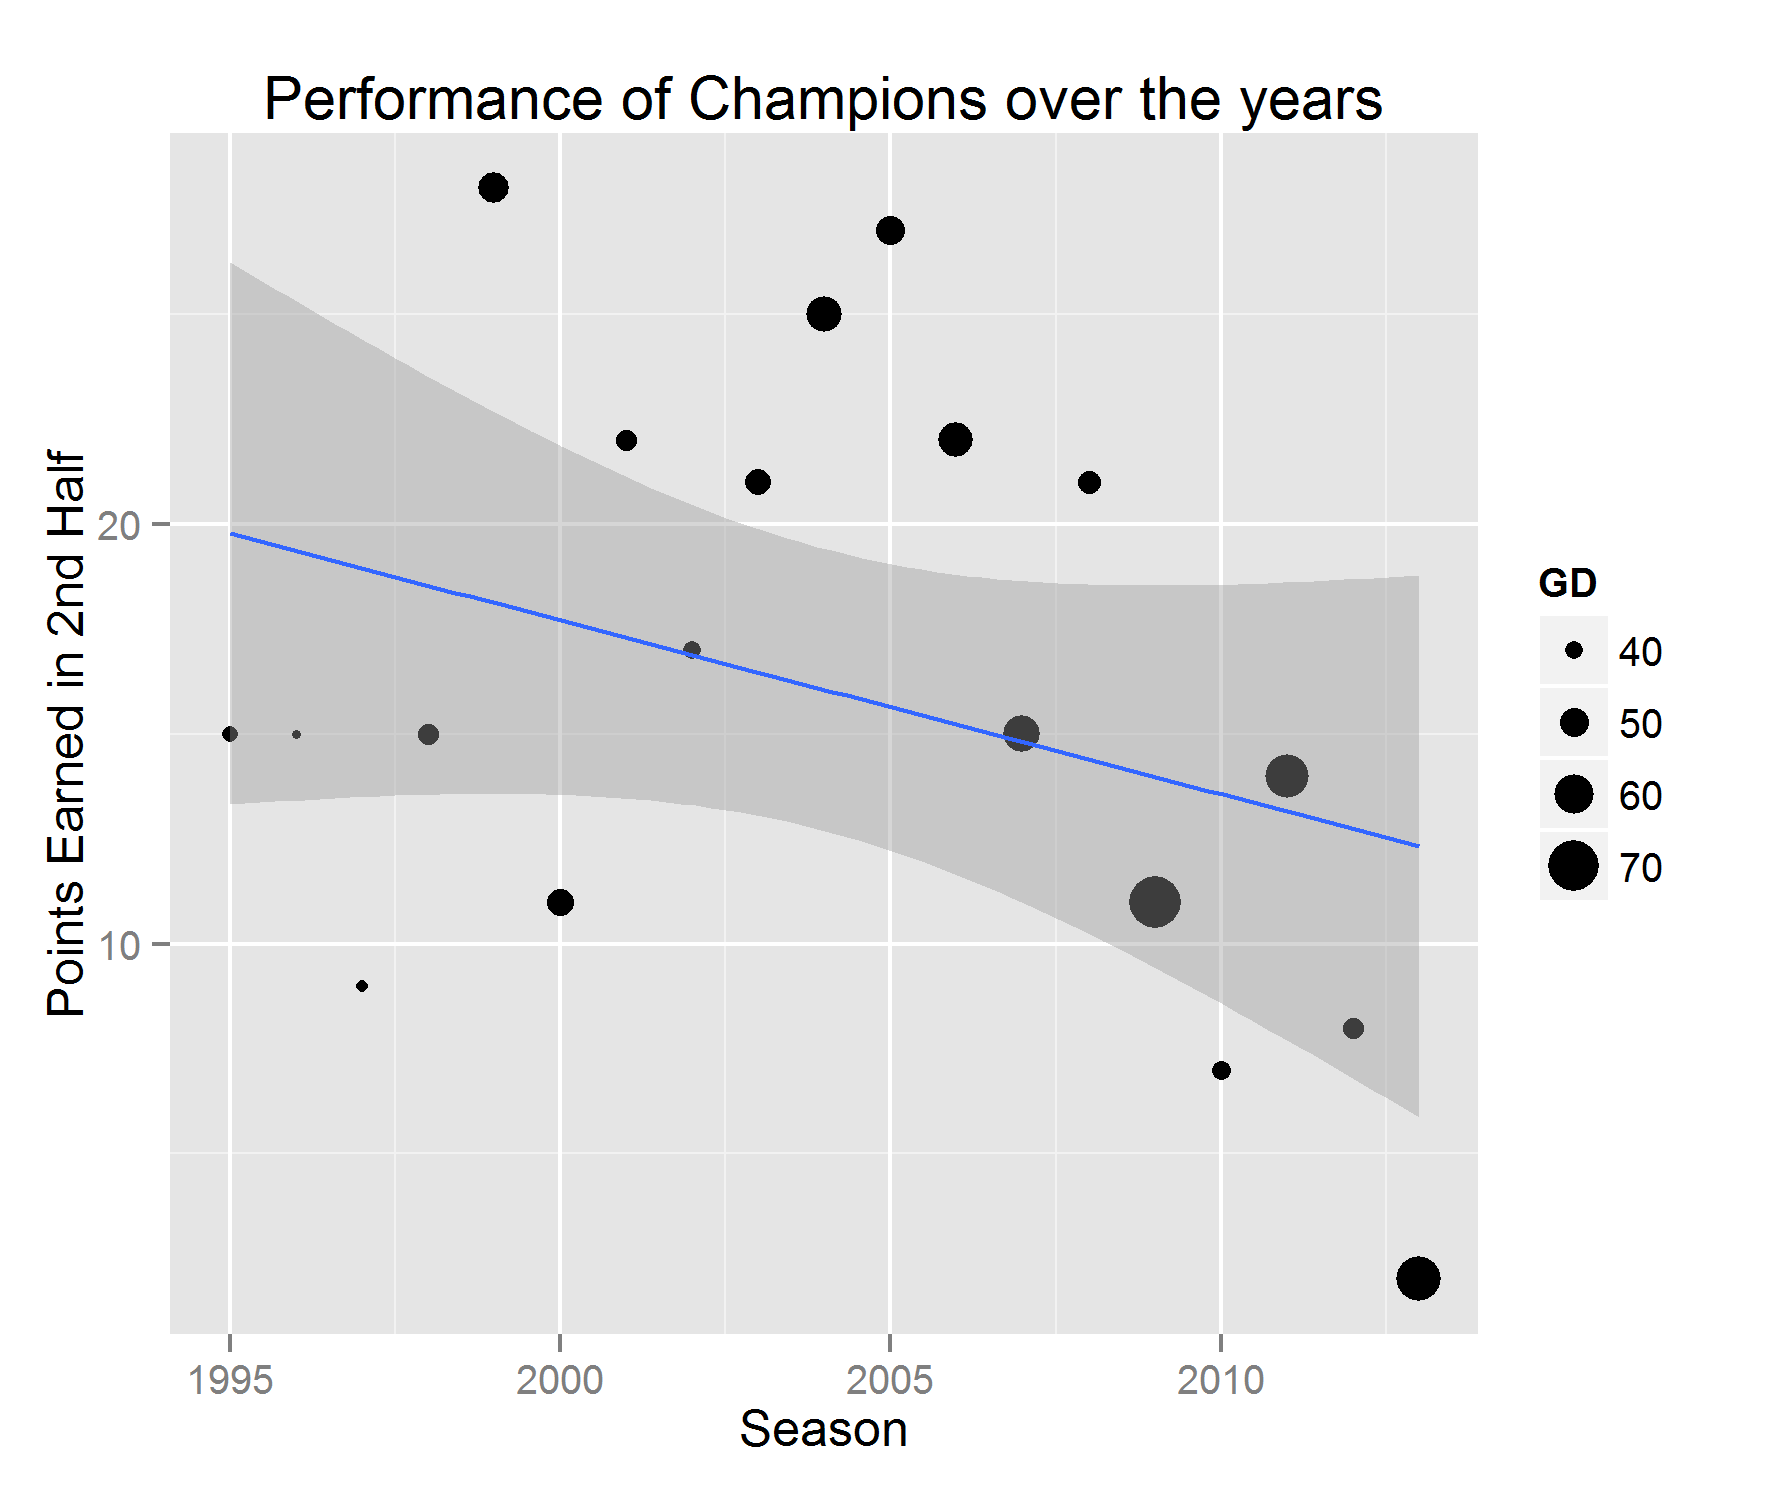 Performance of Champions over the years
Points Earned in 2nd Half
20
10
1995
2000
2005
2010
Season
GD
40
50
60
70